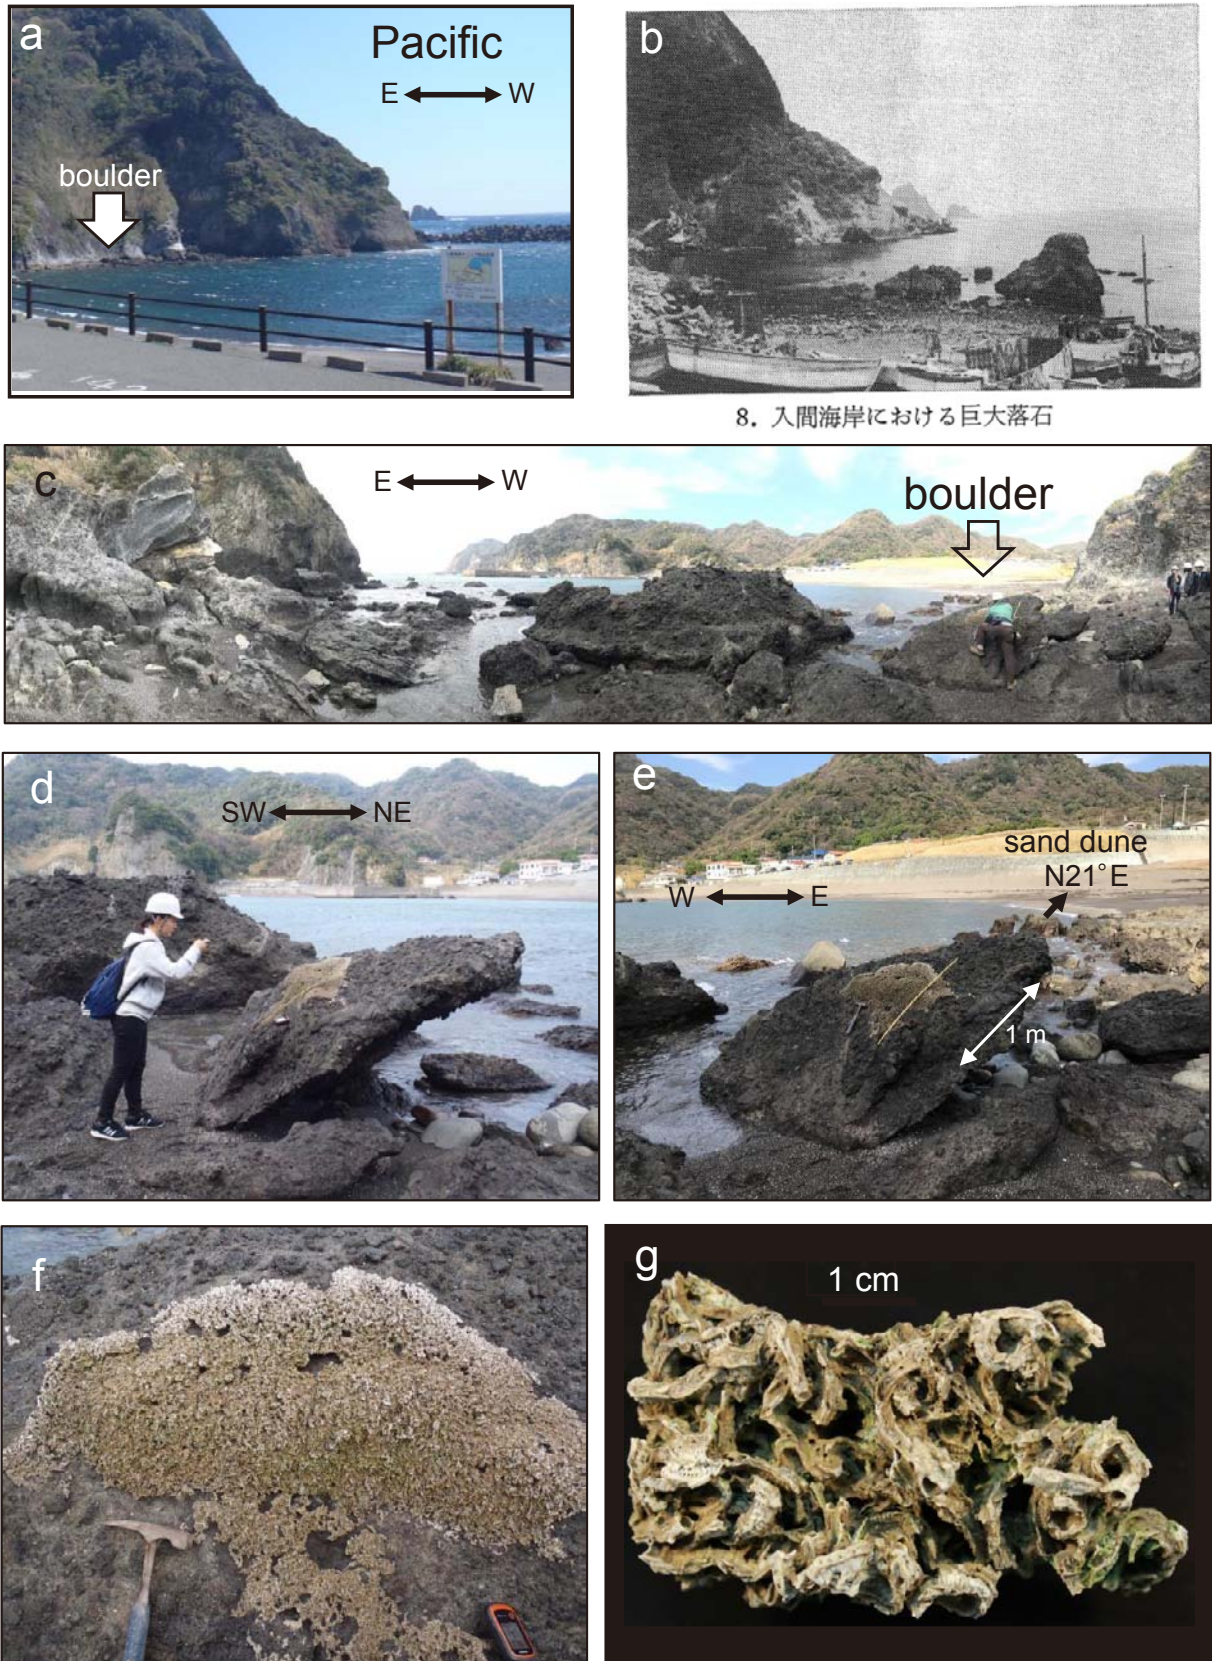 a
Pacific
E W
boulder
b
8. 入間海岸における巨大落石
c
E W
boulder
d
SW NE
e
sand dune
N21°E
W E
1 m
f
g
1 cm